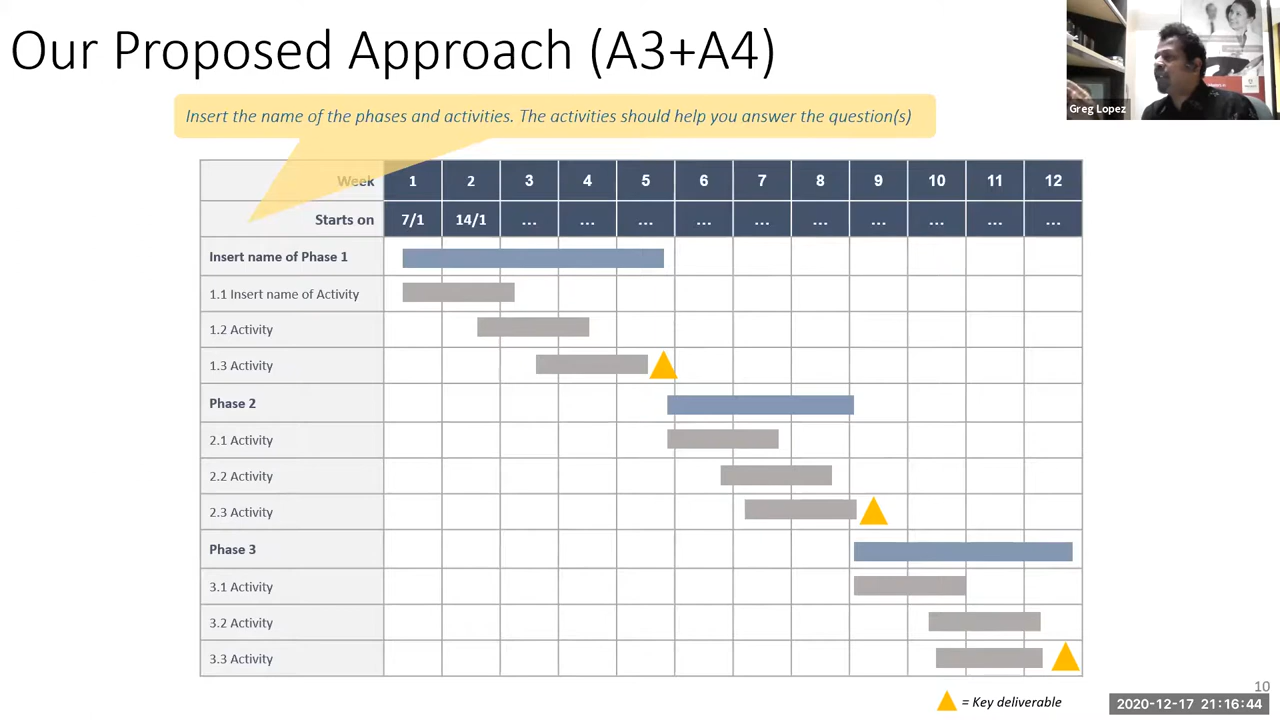 Our Proposed Approach (A3+A4)
Greg Lopez
Insert the name of the phases and activities. The activities should help you answer the question(s)
Week 1 2 3 4 5 6 7 8 9 10 11 12
Starts on 7/1 14/1 ... ... ... ... ... ... ... ... ... ...
Insert name of Phase 1
1.1 Insert name of Activity
1.2 Activity
1.3 Activity
Phase 2
2.1 Activity
2.2 Activity
2.3 Activity
Phase 3
3.1 Activity
3.2 Activity
3.3 Activity
= Key deliverable
10
2020-12-17 21:16:44